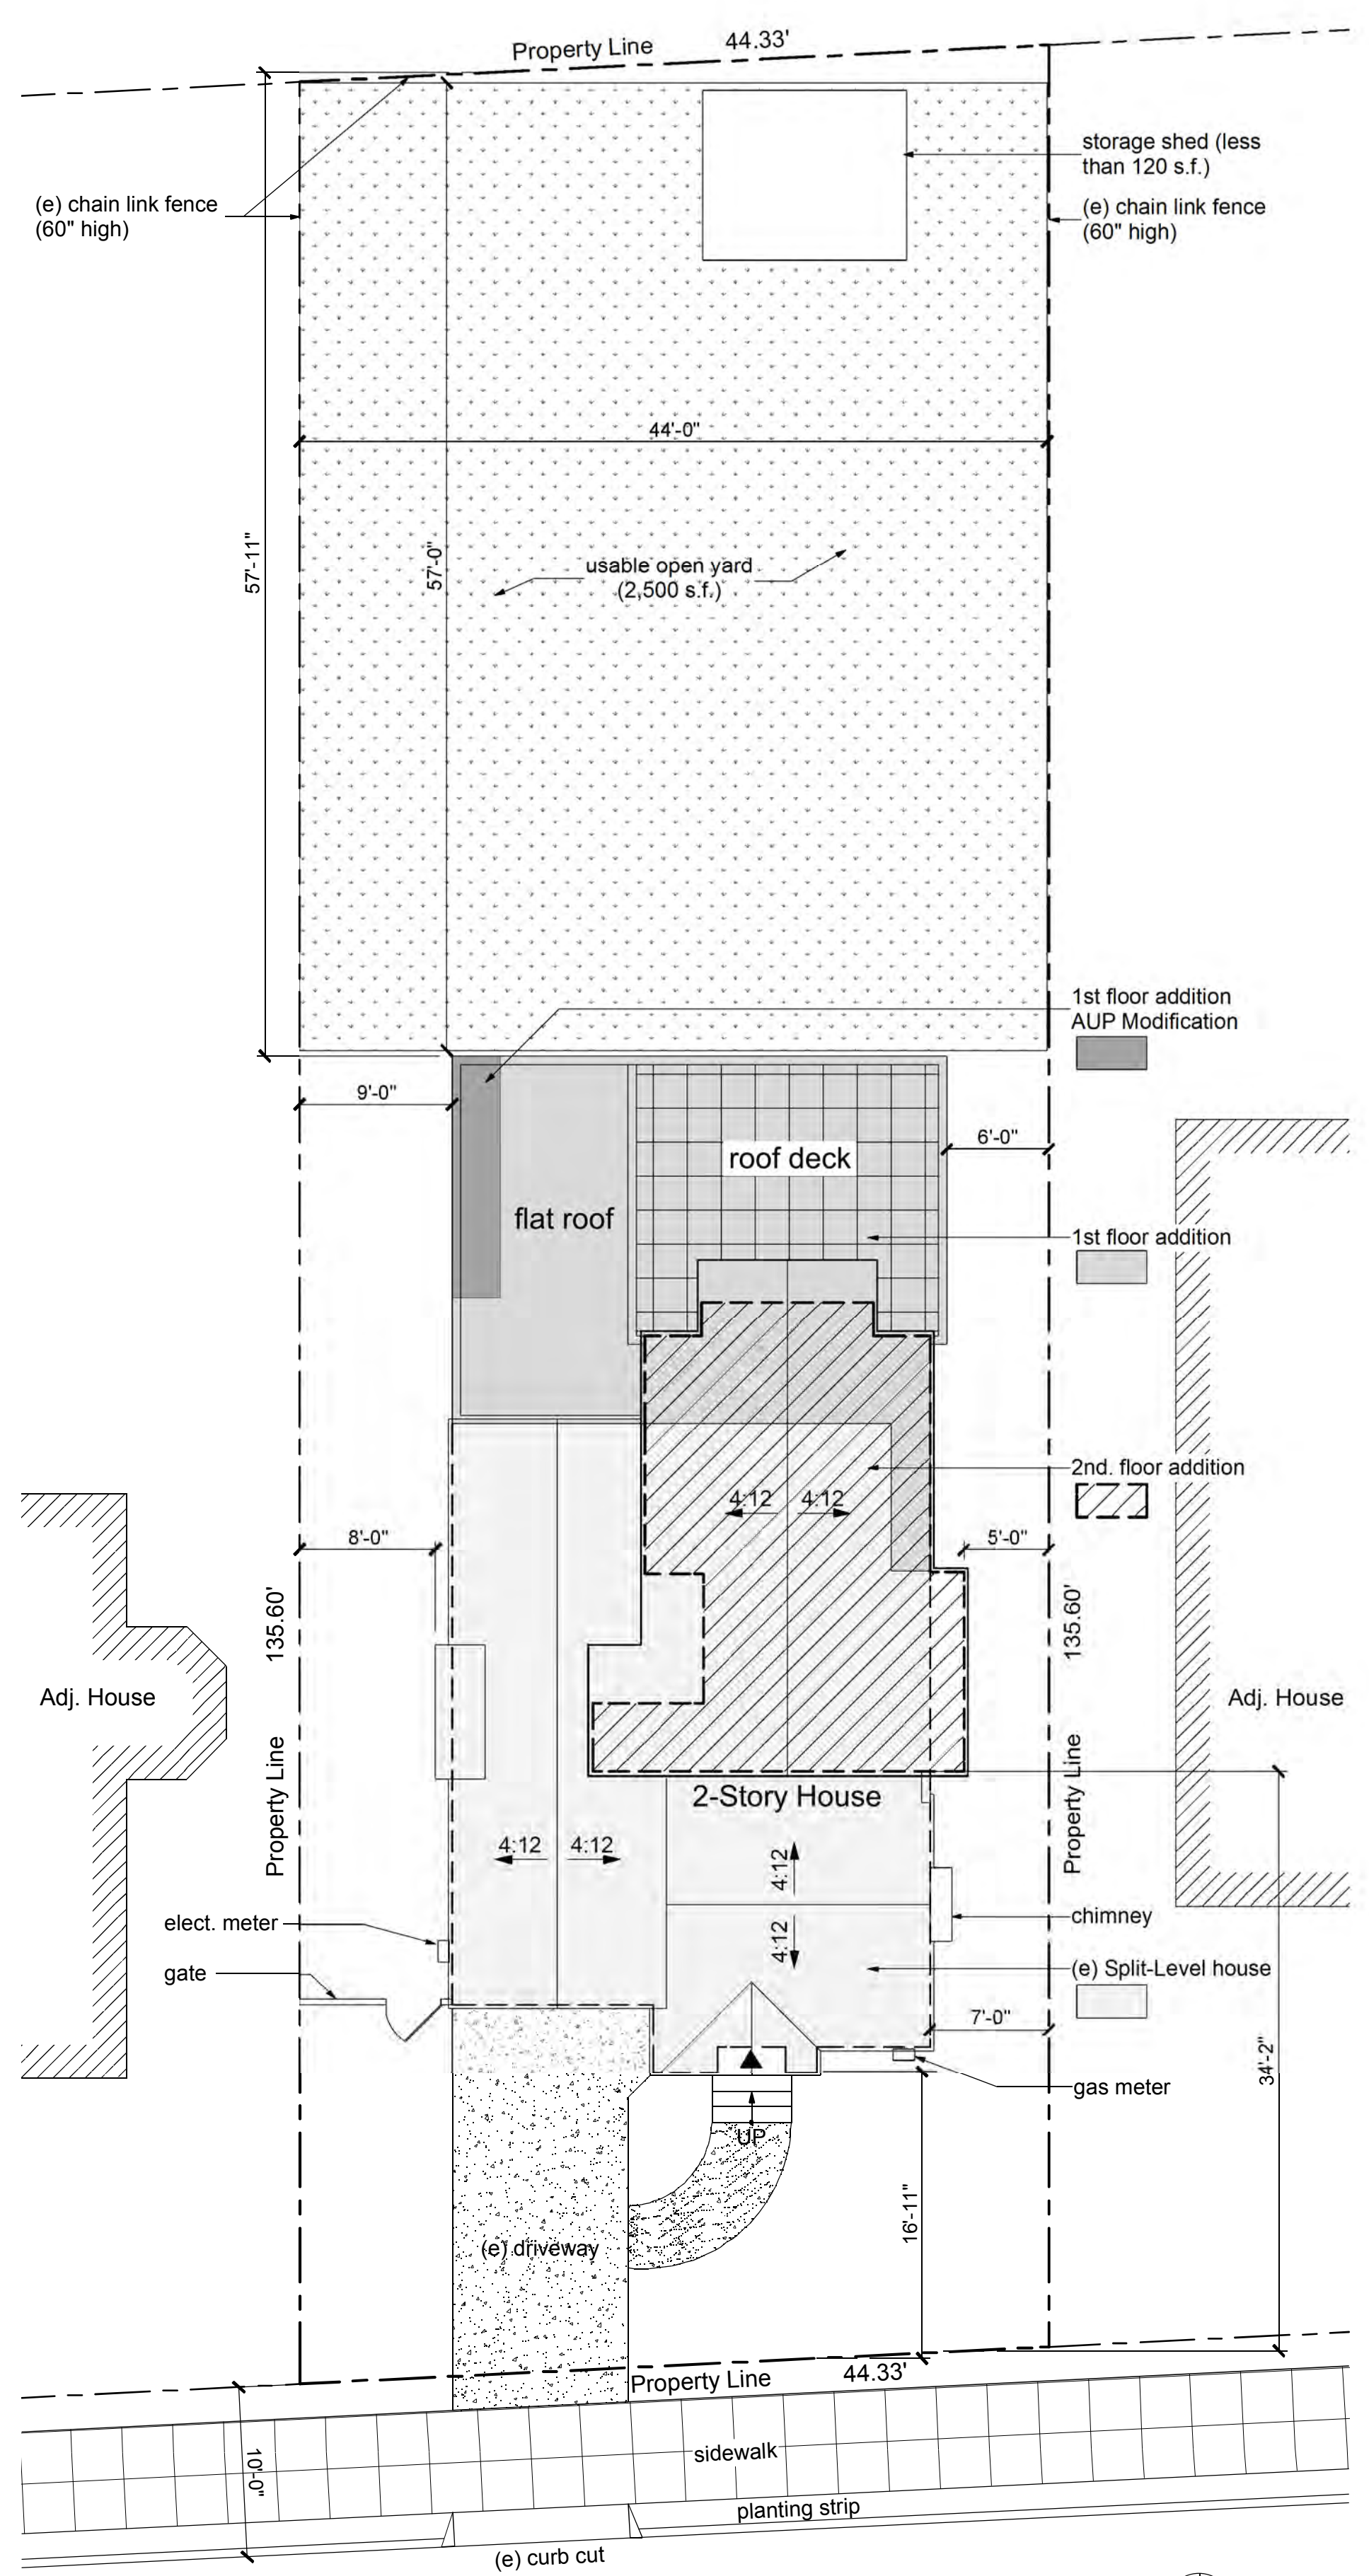 Property Line 44.33'
storage shed (less
than 120 s.f.)
(e) chain link fence
(60" high)
(e) chain link fence
(60" high)
44'-0"
57'-11"
57'-0"
usable open yard
(2,500 s.f.)
1st floor addition
AUP Modification
9'-0"
6'-0"
roof deck
flat roof
1st floor addition
2nd. floor addition
4:12 4:12
8'-0"
5'-0"
135.60'
135.60'
Adj. House
Adj. House
Property Line
Property Line
2-Story House
4:12 4:12
4:12
4:12
elect. meter
chimney
gate
(e) Split-Level house
7'-0"
34'-2"
gas meter
UP
16'-11"
(e) driveway
Property Line 44.33'
10'-0"
sidewalk
planting strip
(e) curb cut